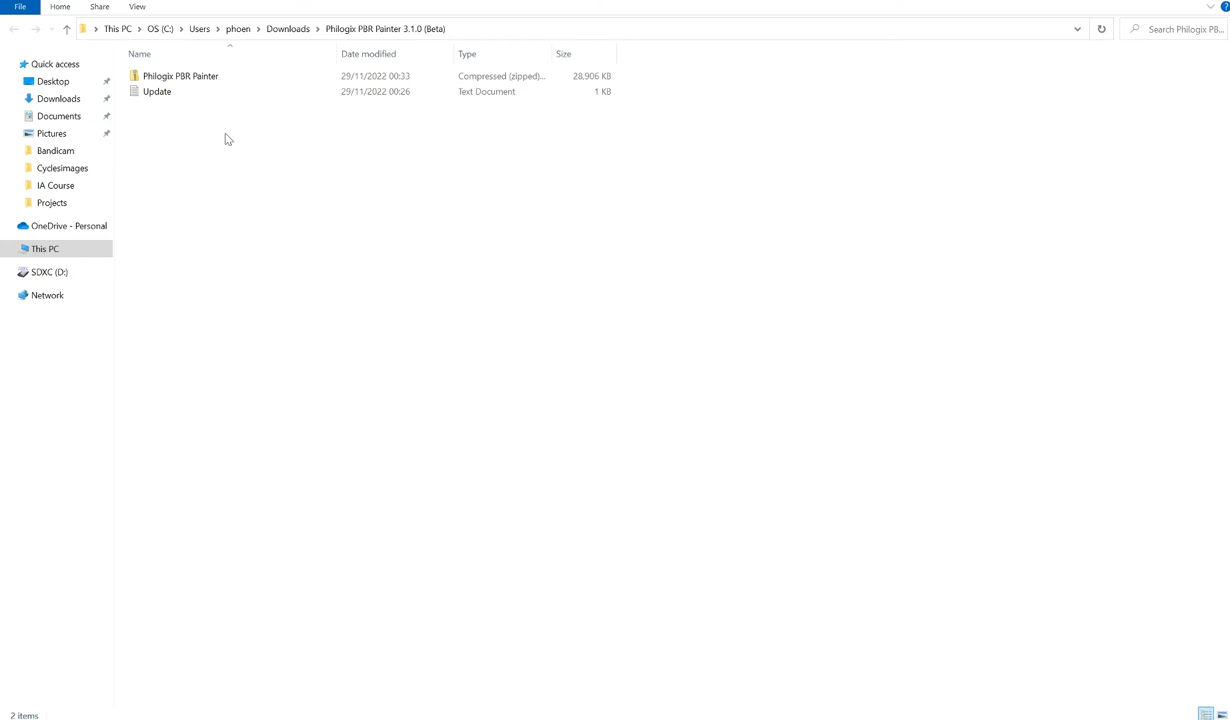 File Home Share View
This PC OS (C:) Users phoen Downloads Philogix PBR Painter 3.1.0 (Beta) Search Philogix PB...
Name Date modified Type Size
Quick access
Philogix PBR Painter 29/11/2022 00:33 Compressed (zipped)... 28,906 KB
Desktop
Update 29/11/2022 00:26 Text Document 1 KB
Downloads
Documents
Pictures
Bandicam
Cyclesimages
IA Course
Projects
OneDrive - Personal
This PC
SDXC (D:)
Network
2 items